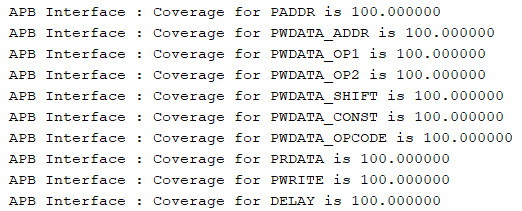 APB Interface : Coverage for PADDR is 100.000000
APB Interface : Coverage for PWDATA_ADDR is 100.000000
APB Interface : Coverage for PWDATA_OP1 is 100.000000
APB Interface : Coverage for PWDATA_OP2 is 100.000000
APB Interface : Coverage for PWDATA_SHIFT is 100.000000
APB Interface : Coverage for PWDATA_CONST is 100.000000
APB Interface : Coverage for PWDATA_OPCODE is 100.000000
APB Interface : Coverage for PRDATA is 100.000000
APB Interface : Coverage for PWRITE is 100.000000
APB Interface : Coverage for DELAY is 100.000000